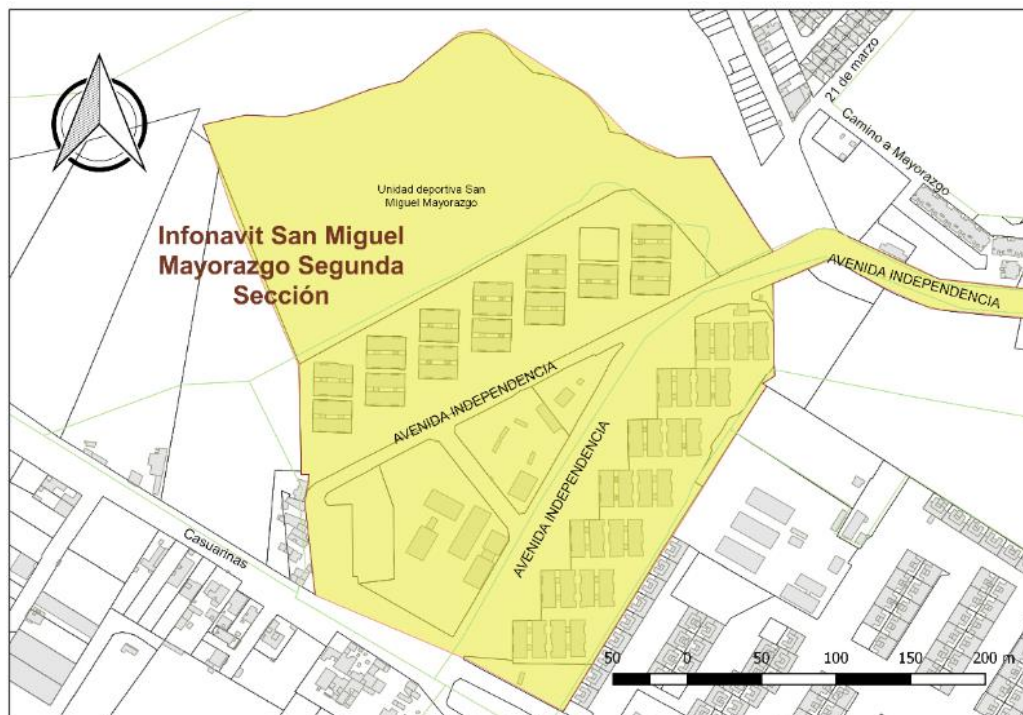 21 de marzo
Camino a Mayorazgo
Unidad deportiva San
Miguel Mayorazgo
Infonavit San Miguel
Mayorazgo Segunda
Sección
AVENIDA INDEPENDENCIA
AVENIDA INDEPENDENCIA
AVENIDA INDEPENDENCIA
Casuarinas
50 0 50 100 150 200 m